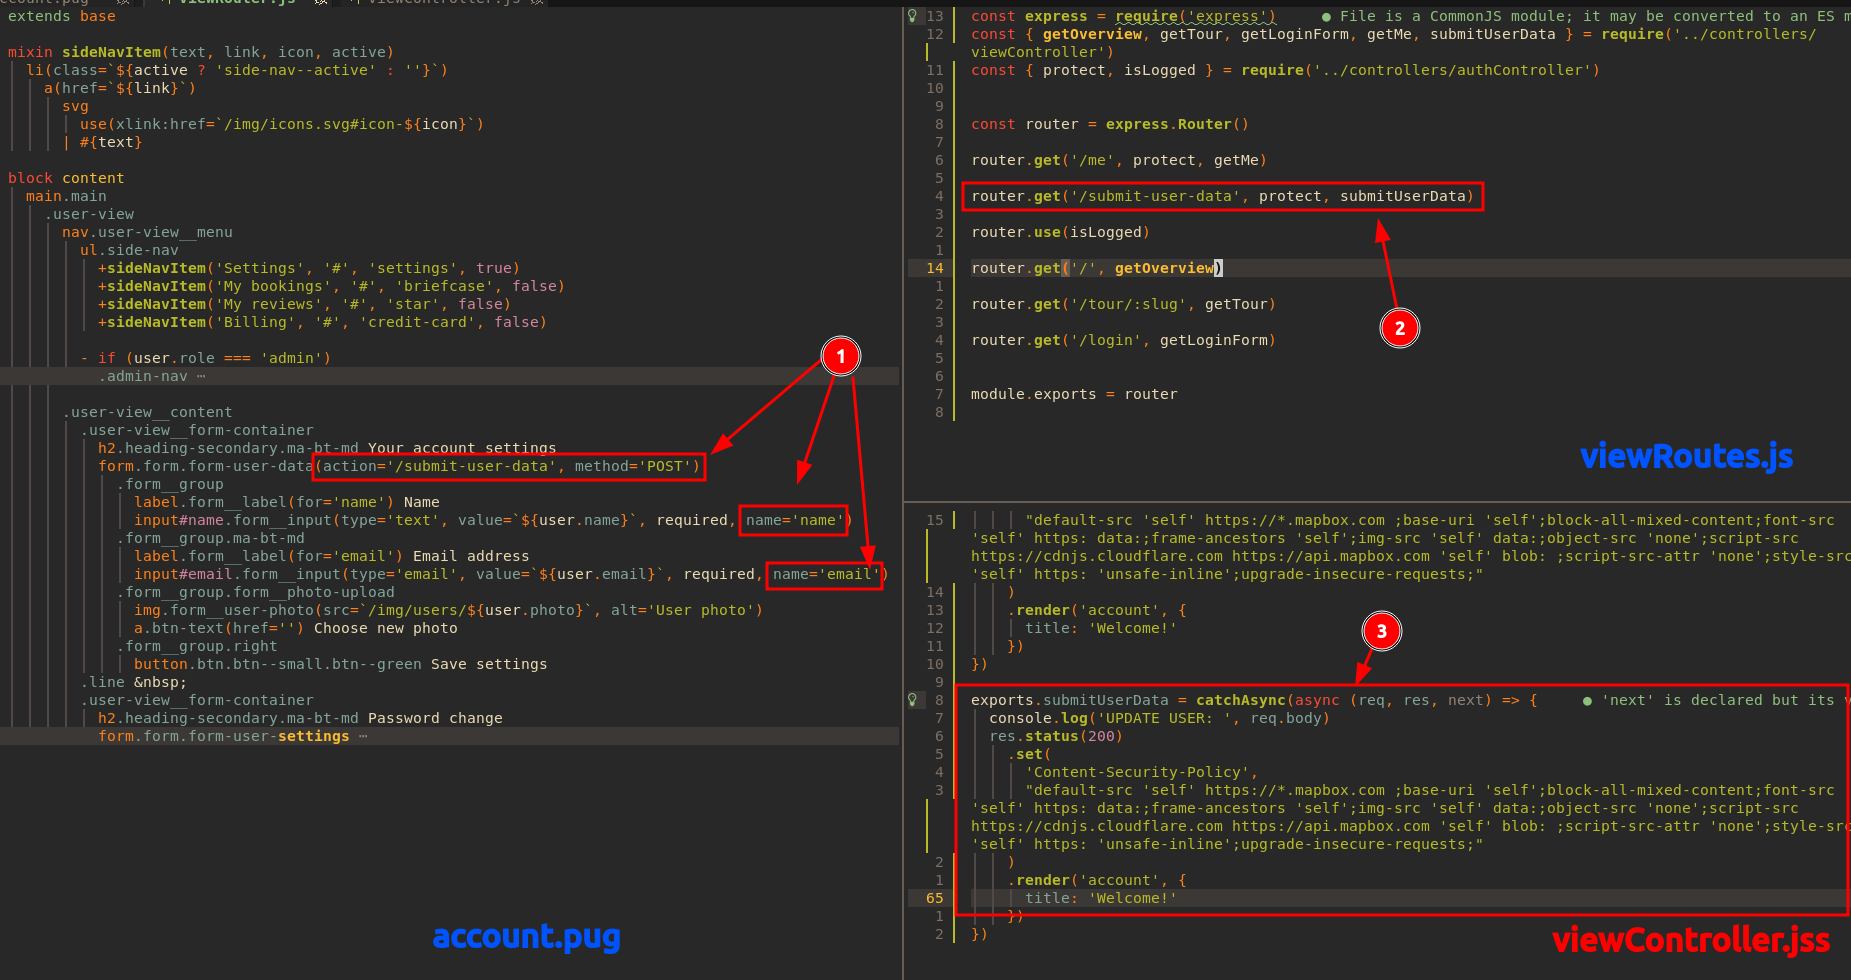 account.pug
viewRouter.js
viewController.js
extends base
mixin sideNavItem(text, link, icon, active)
li(class=`${active ? 'side-nav--active' : ''}`)
a(href=`${link}`)
svg
use(xlink:href=`/img/icons.svg#icon-${icon}`)
| #{text}
block content
main.main
.user-view
nav.user-view__menu
ul.side-nav
+sideNavItem('Settings', '#', 'settings', true)
+sideNavItem('My bookings', '#', 'briefcase', false)
+sideNavItem('My reviews', '#', 'star', false)
+sideNavItem('Billing', '#', 'credit-card', false)
- if (user.role === 'admin')
.admin-nav ⋯
1
.user-view__content
.user-view__form-container
h2.heading-secondary.ma-bt-md Your account settings
form.form.form-user-data(action='/submit-user-data', method='POST')
.form__group
label.form__label(for='name') Name
input#name.form__input(type='text', value=`${user.name}`, required, name='name')
.form__group.ma-bt-md
label.form__label(for='email') Email address
input#email.form__input(type='email', value=`${user.email}`, required, name='email')
.form__group.form__photo-upload
img.form__user-photo(src=`/img/users/${user.photo}`, alt='User photo')
a.btn-text(href='') Choose new photo
.form__group.right
button.btn.btn--small.btn--green Save settings
.line &nbsp;
.user-view__form-container
h2.heading-secondary.ma-bt-md Password change
form.form.form-user-settings ⋯
account.pug
13 const express = require('express') ● File is a CommonJS module; it may be converted to an ES m
12 const { getOverview, getTour, getLoginForm, getMe, submitUserData } = require('../controllers/
viewController')
11 const { protect, isLogged } = require('../controllers/authController')
10
9
8 const router = express.Router()
7
6 router.get('/me', protect, getMe)
5
4 router.get('/submit-user-data', protect, submitUserData)
3
2 router.use(isLogged)
1
14 router.get('/', getOverview)
1
2 router.get('/tour/:slug', getTour)
3
4 router.get('/login', getLoginForm)
5
6
7 module.exports = router
8
2
viewRoutes.js
15 "default-src 'self' https://*.mapbox.com ;base-uri 'self';block-all-mixed-content;font-src
'self' https: data:;frame-ancestors 'self';img-src 'self' data:;object-src 'none';script-src
https://cdnjs.cloudflare.com https://api.mapbox.com 'self' blob: ;script-src-attr 'none';style-src
'self' https: 'unsafe-inline';upgrade-insecure-requests;"
14 )
13 .render('account', {
12 title: 'Welcome!'
11 })
10 })
9
3
8 exports.submitUserData = catchAsync(async (req, res, next) => { ● 'next' is declared but its v
7 console.log('UPDATE USER: ', req.body)
6 res.status(200)
5 .set(
4 'Content-Security-Policy',
3 "default-src 'self' https://*.mapbox.com ;base-uri 'self';block-all-mixed-content;font-src
'self' https: data:;frame-ancestors 'self';img-src 'self' data:;object-src 'none';script-src
https://cdnjs.cloudflare.com https://api.mapbox.com 'self' blob: ;script-src-attr 'none';style-src
'self' https: 'unsafe-inline';upgrade-insecure-requests;"
2 )
1 .render('account', {
65 title: 'Welcome!'
1 })
2 })
viewController.jss